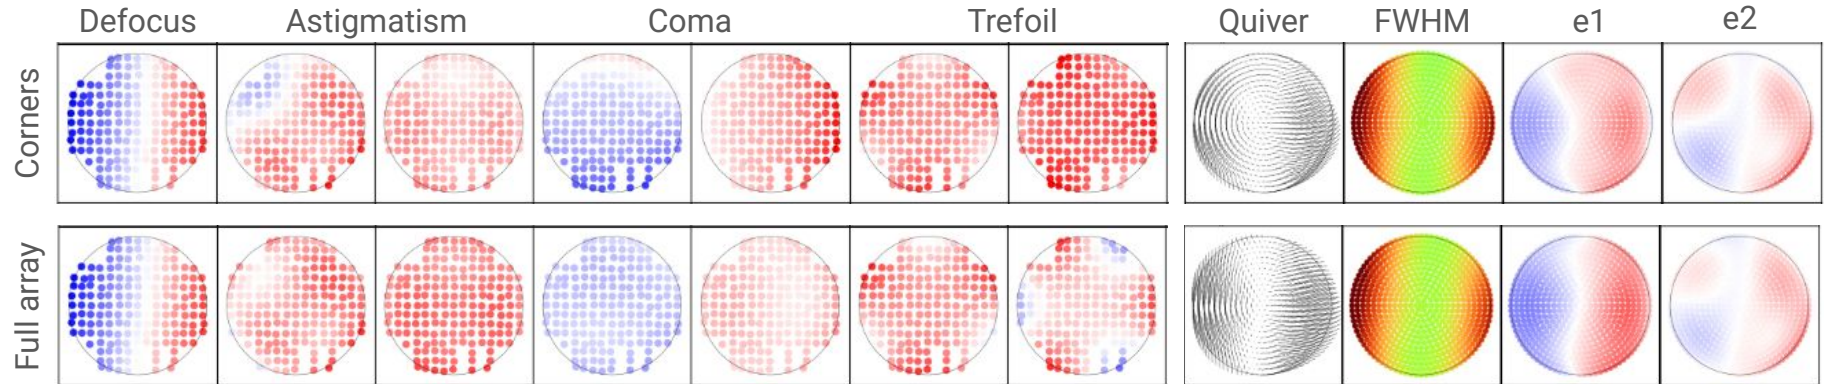 Defocus Astigmatism Coma Trefoil Quiver FWHM e1 e2
Corners
Full array